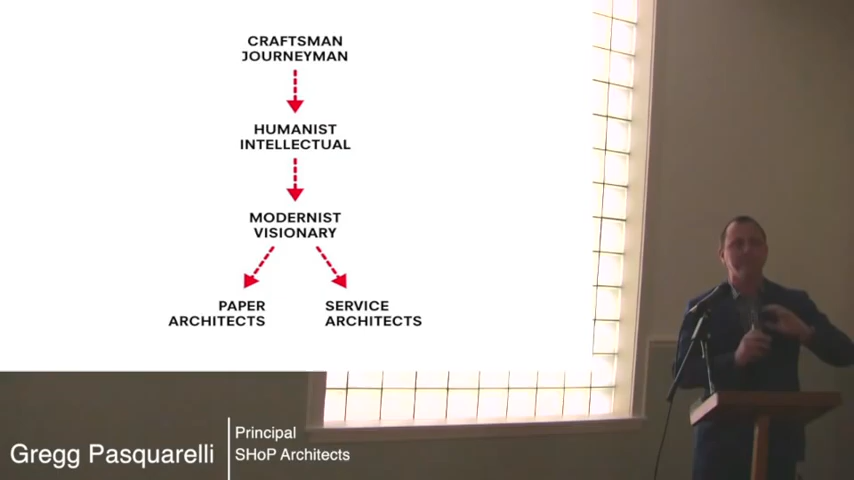 CRAFTSMAN
JOURNEYMAN
HUMANIST
INTELLECTUAL
MODERNIST
VISIONARY
PAPER
ARCHITECTS
SERVICE
ARCHITECTS
Gregg Pasquarelli
Principal
SHoP Architects